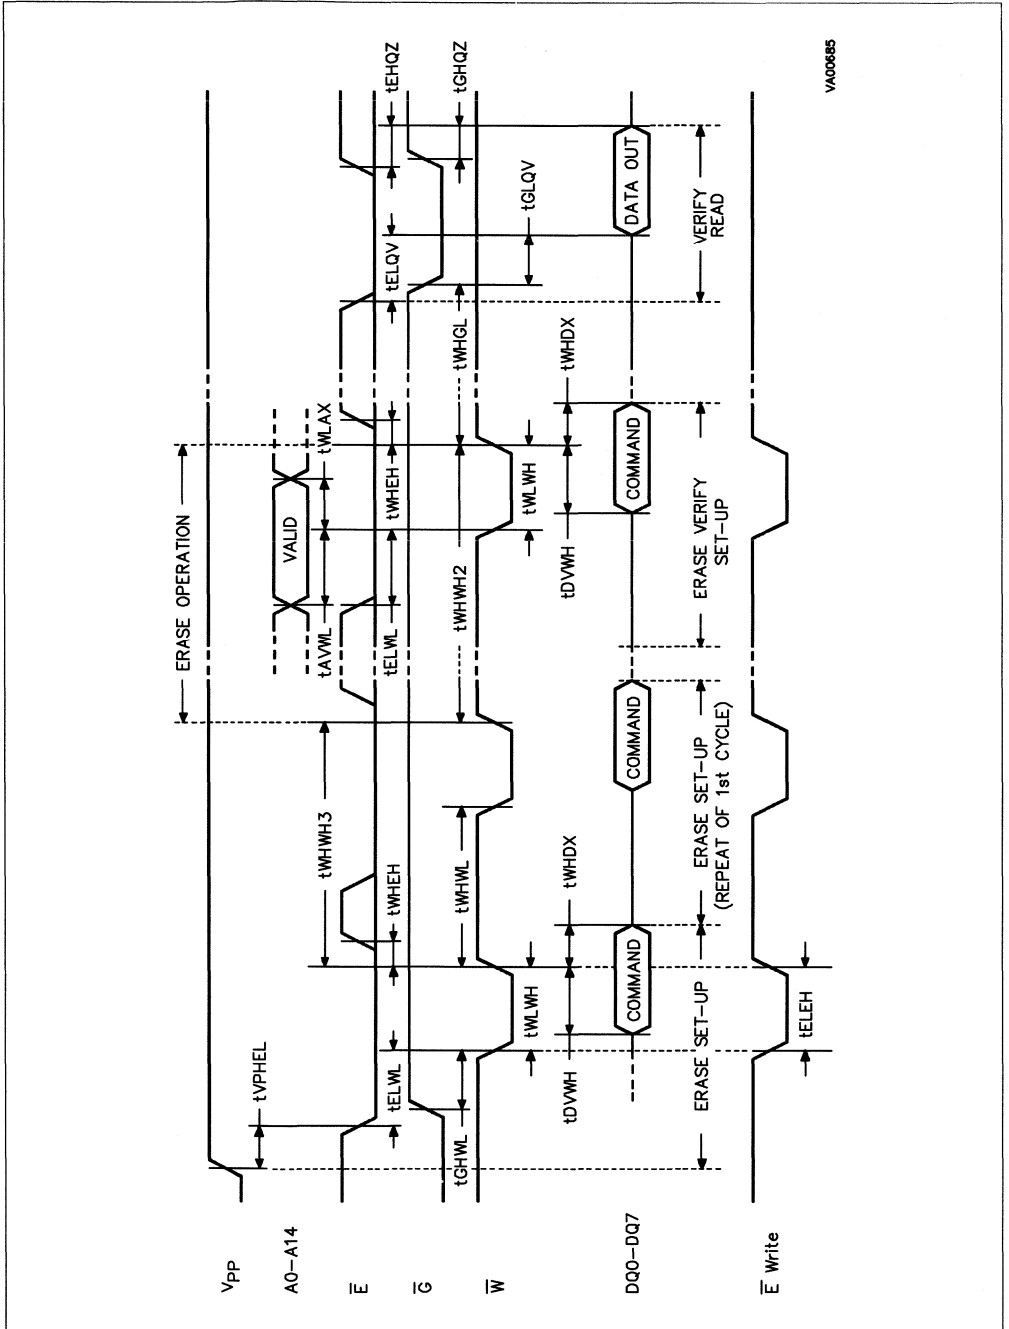 ERASE OPERATION
VPP
tVPHEL
A0-A14
tAVWL
VALID
tWLAX
tWHWH3
E
tELWL
tWHEH
tELWL
tWHEH
tELQV
tEHQZ
G
tGHWL
tWHWL
tWHWH2
tWHGL
tGHQZ
W
tWLWH
tWLWH
tGLQV
tDVWH
tWHDX
tDVWH
tWHDX
DQ0-DQ7
COMMAND
COMMAND
COMMAND
DATA OUT
ERASE SET-UP
ERASE SET-UP
(REPEAT OF 1st CYCLE)
ERASE VERIFY
SET-UP
VERIFY
READ
E Write
tELEH
VA00685